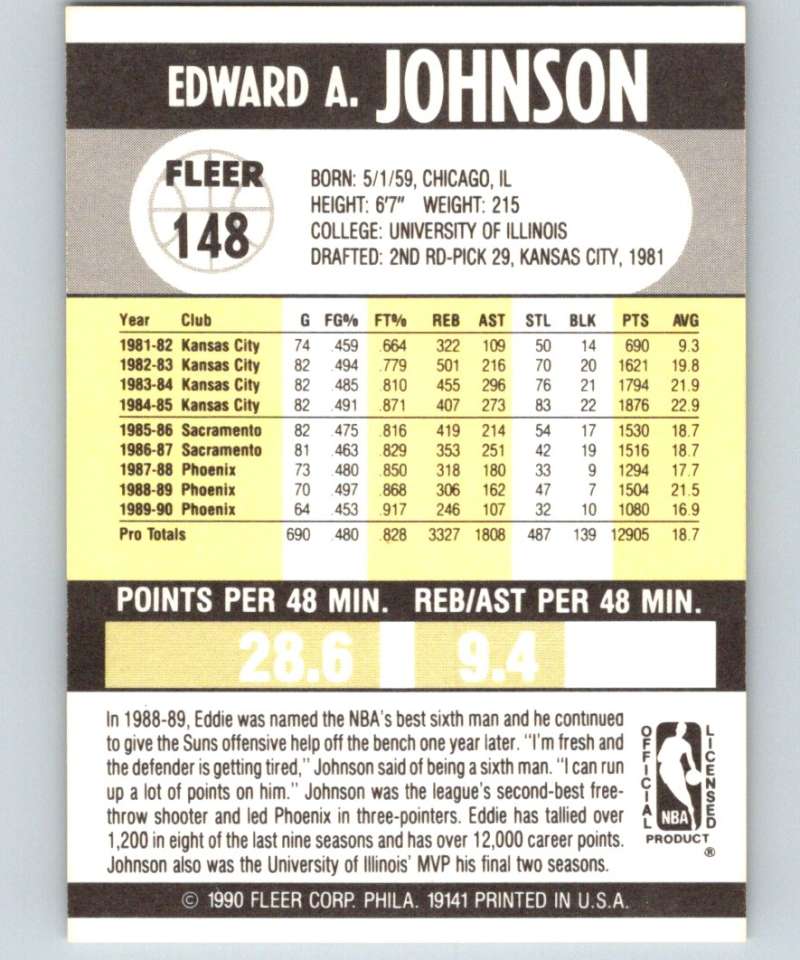 EDWARD A. JOHNSON
FLEER
148
BORN: 5/1/59, CHICAGO, IL
HEIGHT: 6'7" WEIGHT: 215
COLLEGE: UNIVERSITY OF ILLINOIS
DRAFTED: 2ND RD-PICK 29, KANSAS CITY, 1981
Year Club G FG% FT% REB AST STL BLK PTS AVG
1981-82 Kansas City 74 .459 .664 322 109 50 14 690 9.3
1982-83 Kansas City 82 .494 .779 501 216 70 20 1621 19.8
1983-84 Kansas City 82 .485 .810 455 296 76 21 1794 21.9
1984-85 Kansas City 82 .491 .871 407 273 83 22 1876 22.9
1985-86 Sacramento 82 .475 .816 419 214 54 17 1530 18.7
1986-87 Sacramento 81 .463 .829 353 251 42 19 1516 18.7
1987-88 Phoenix 73 .480 .850 318 180 33 9 1294 17.7
1988-89 Phoenix 70 .497 .868 306 162 47 7 1504 21.5
1989-90 Phoenix 64 .453 .917 246 107 32 10 1080 16.9
Pro Totals 690 .480 .828 3327 1808 487 139 12905 18.7
POINTS PER 48 MIN. REB/AST PER 48 MIN.
28.6 9.4
In 1988-89, Eddie was named the NBA's best sixth man and he continued
to give the Suns offensive help off the bench one year later. "I'm fresh and
the defender is getting tired," Johnson said of being a sixth man. "I can run
up a lot of points on him." Johnson was the league's second-best free-
throw shooter and led Phoenix in three-pointers. Eddie has tallied over
1,200 in eight of the last nine seasons and has over 12,000 career points.
Johnson also was the University of Illinois' MVP his final two seasons.
OFFICIAL LICENSED
NBA
PRODUCT
®
© 1990 FLEER CORP. PHILA. 19141 PRINTED IN U.S.A.